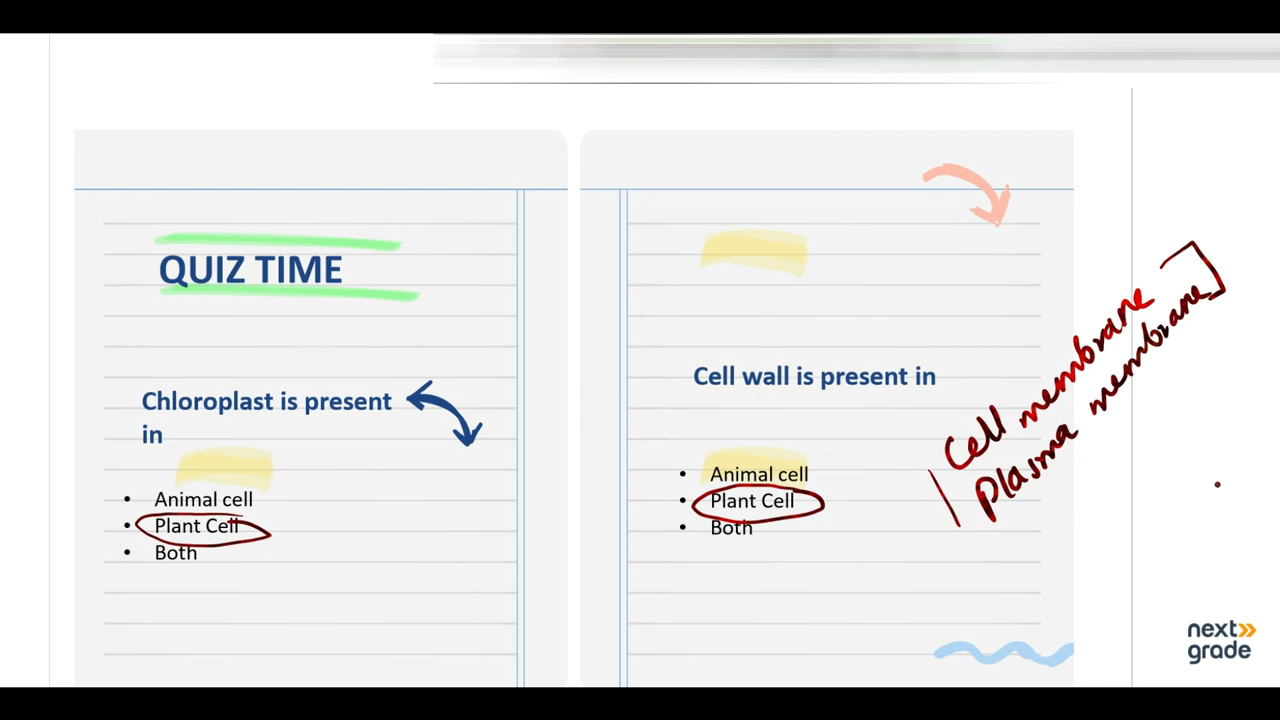 QUIZ TIME
Chloroplast is present
in
• Animal cell
• Plant Cell
• Both
Cell wall is present in
• Animal cell
• Plant Cell
• Both
Cell membrane
plasma membrane
next
grade